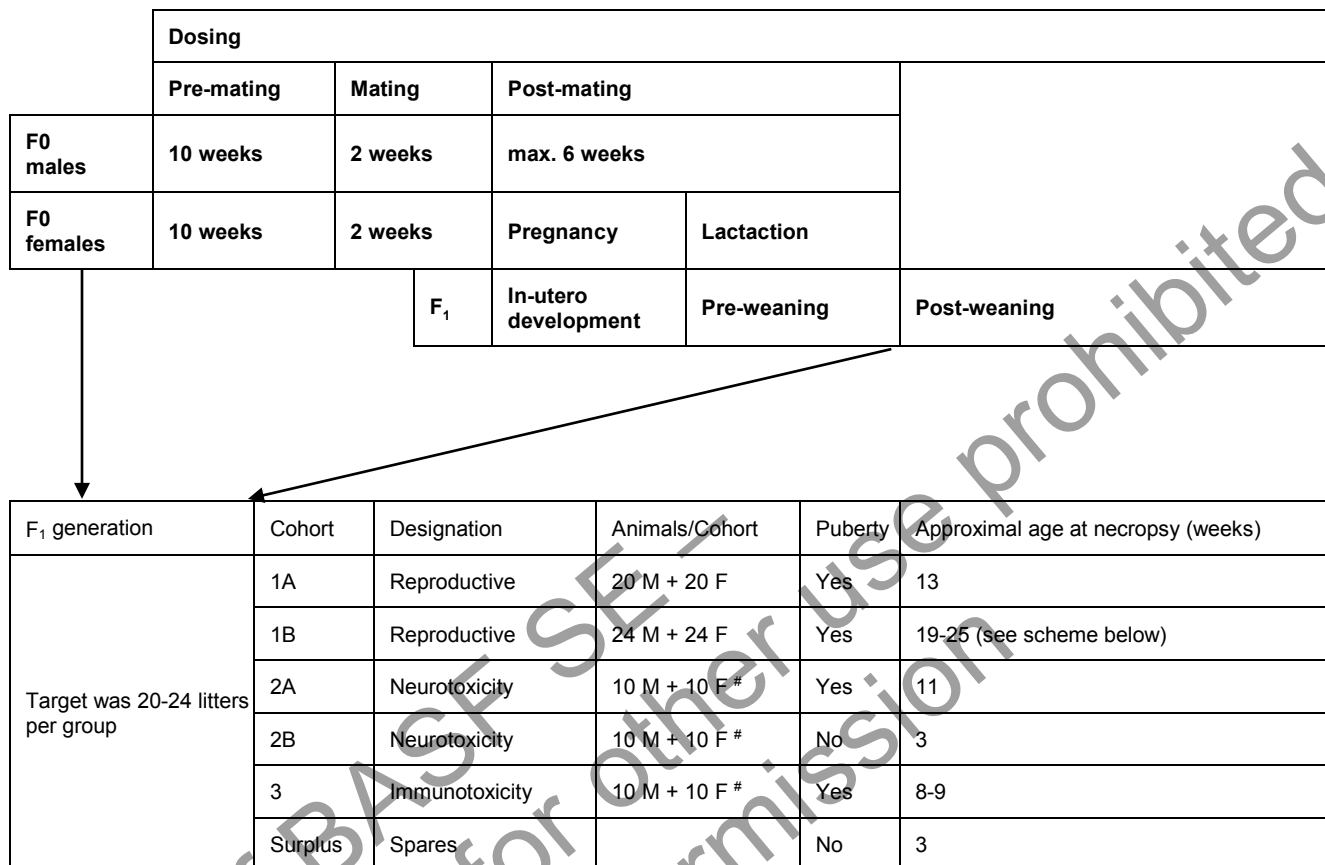 Dosing
Pre-mating Mating Post-mating
F0 males 10 weeks 2 weeks max. 6 weeks
F0 females 10 weeks 2 weeks Pregnancy Lactaction
F1 In-utero development Pre-weaning Post-weaning
F1 generation Cohort Designation Animals/Cohort Puberty Approximal age at necropsy (weeks)
Target was 20-24 litters per group
1A Reproductive 20 M + 20 F Yes 13
1B Reproductive 24 M + 24 F Yes 19-25 (see scheme below)
2A Neurotoxicity 10 M + 10 F # Yes 11
2B Neurotoxicity 10 M + 10 F # No 3
3 Immunotoxicity 10 M + 10 F # Yes 8-9
Surplus Spares No 3
BASF SE –
for other use prohibited